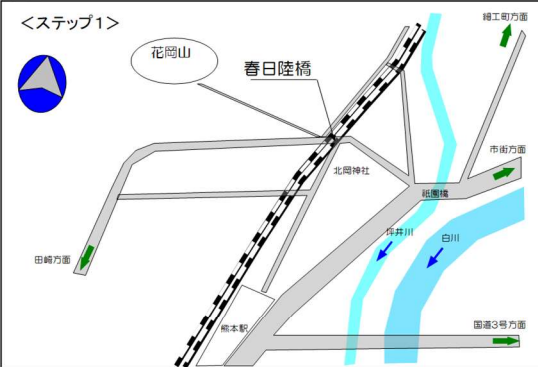 ＜ステップ1＞
細工町方面
花岡山
春日陸橋
市街方面
北岡神社
祇園橋
坪井川
白川
田崎方面
国道3号方面
熊本駅